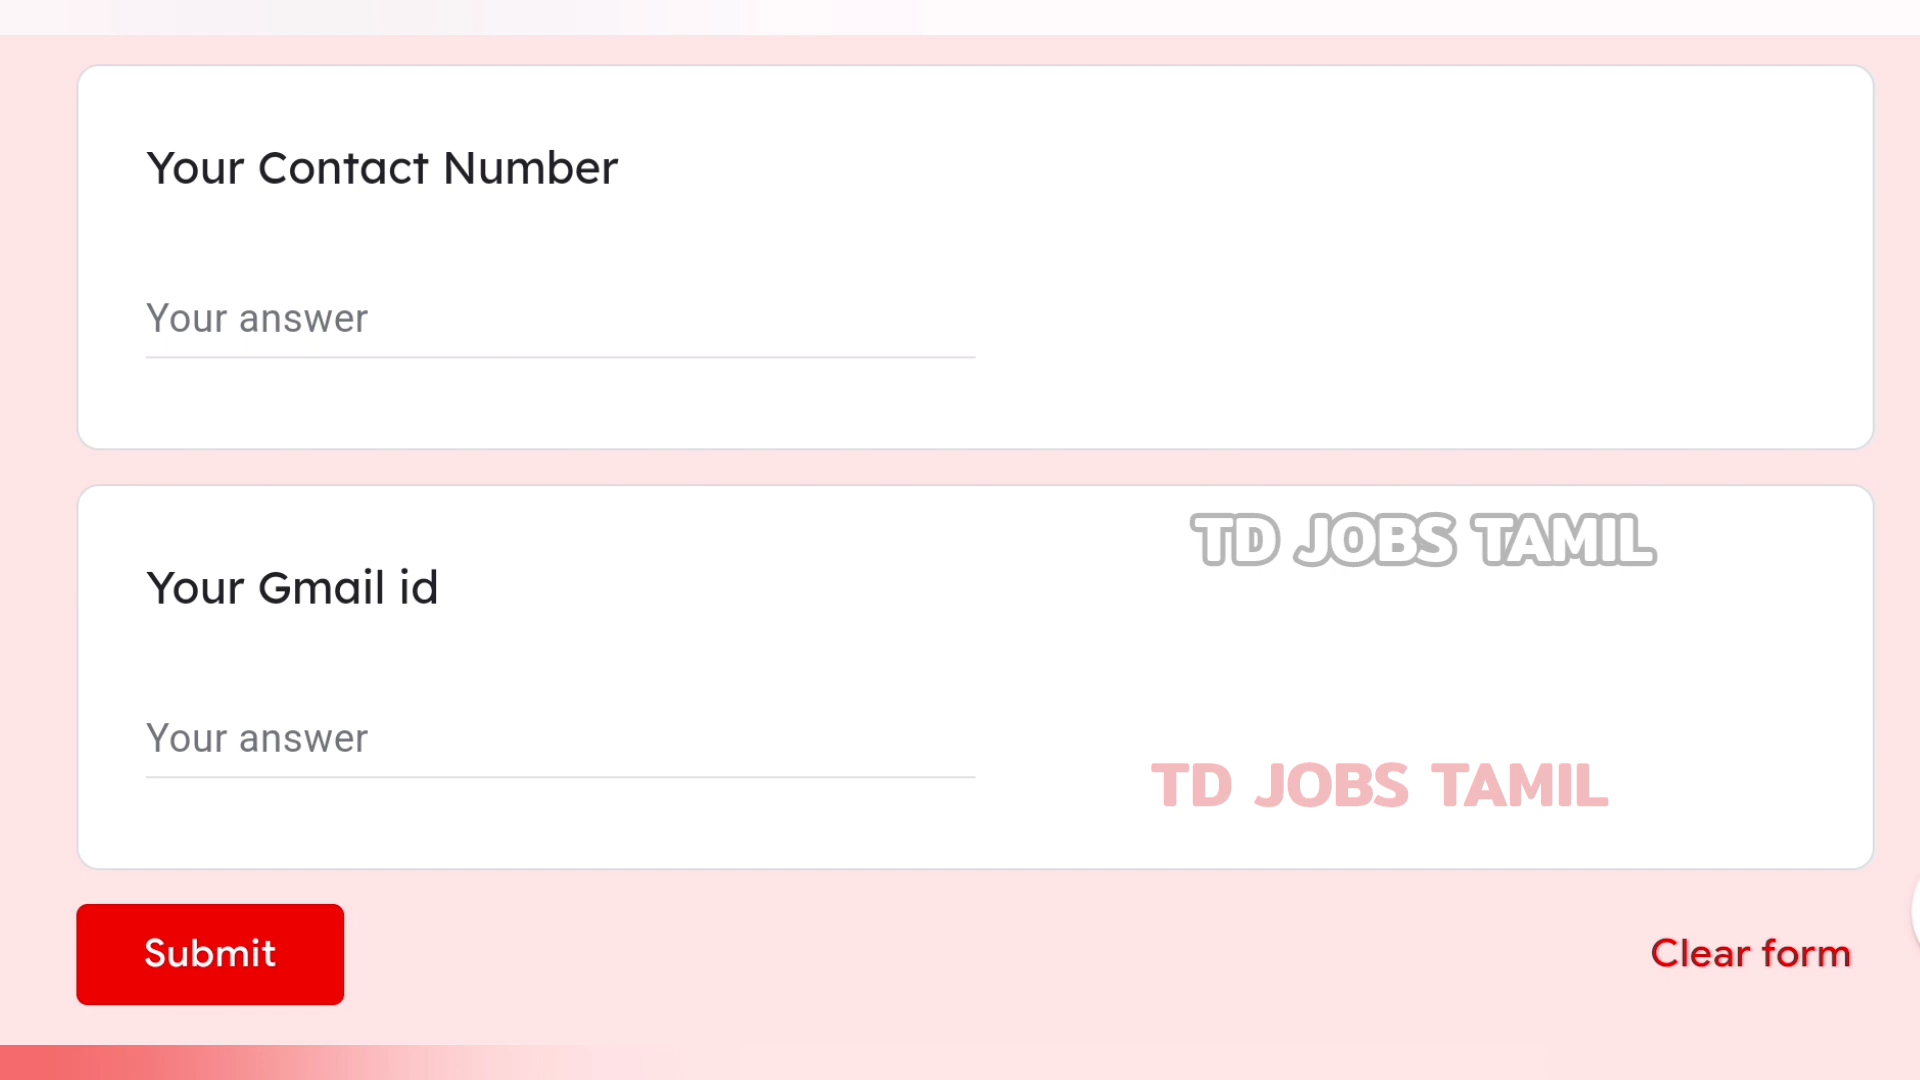 Your Contact Number
Your answer
TD JOBS TAMIL
Your Gmail id
Your answer
TD JOBS TAMIL
Submit
Clear form